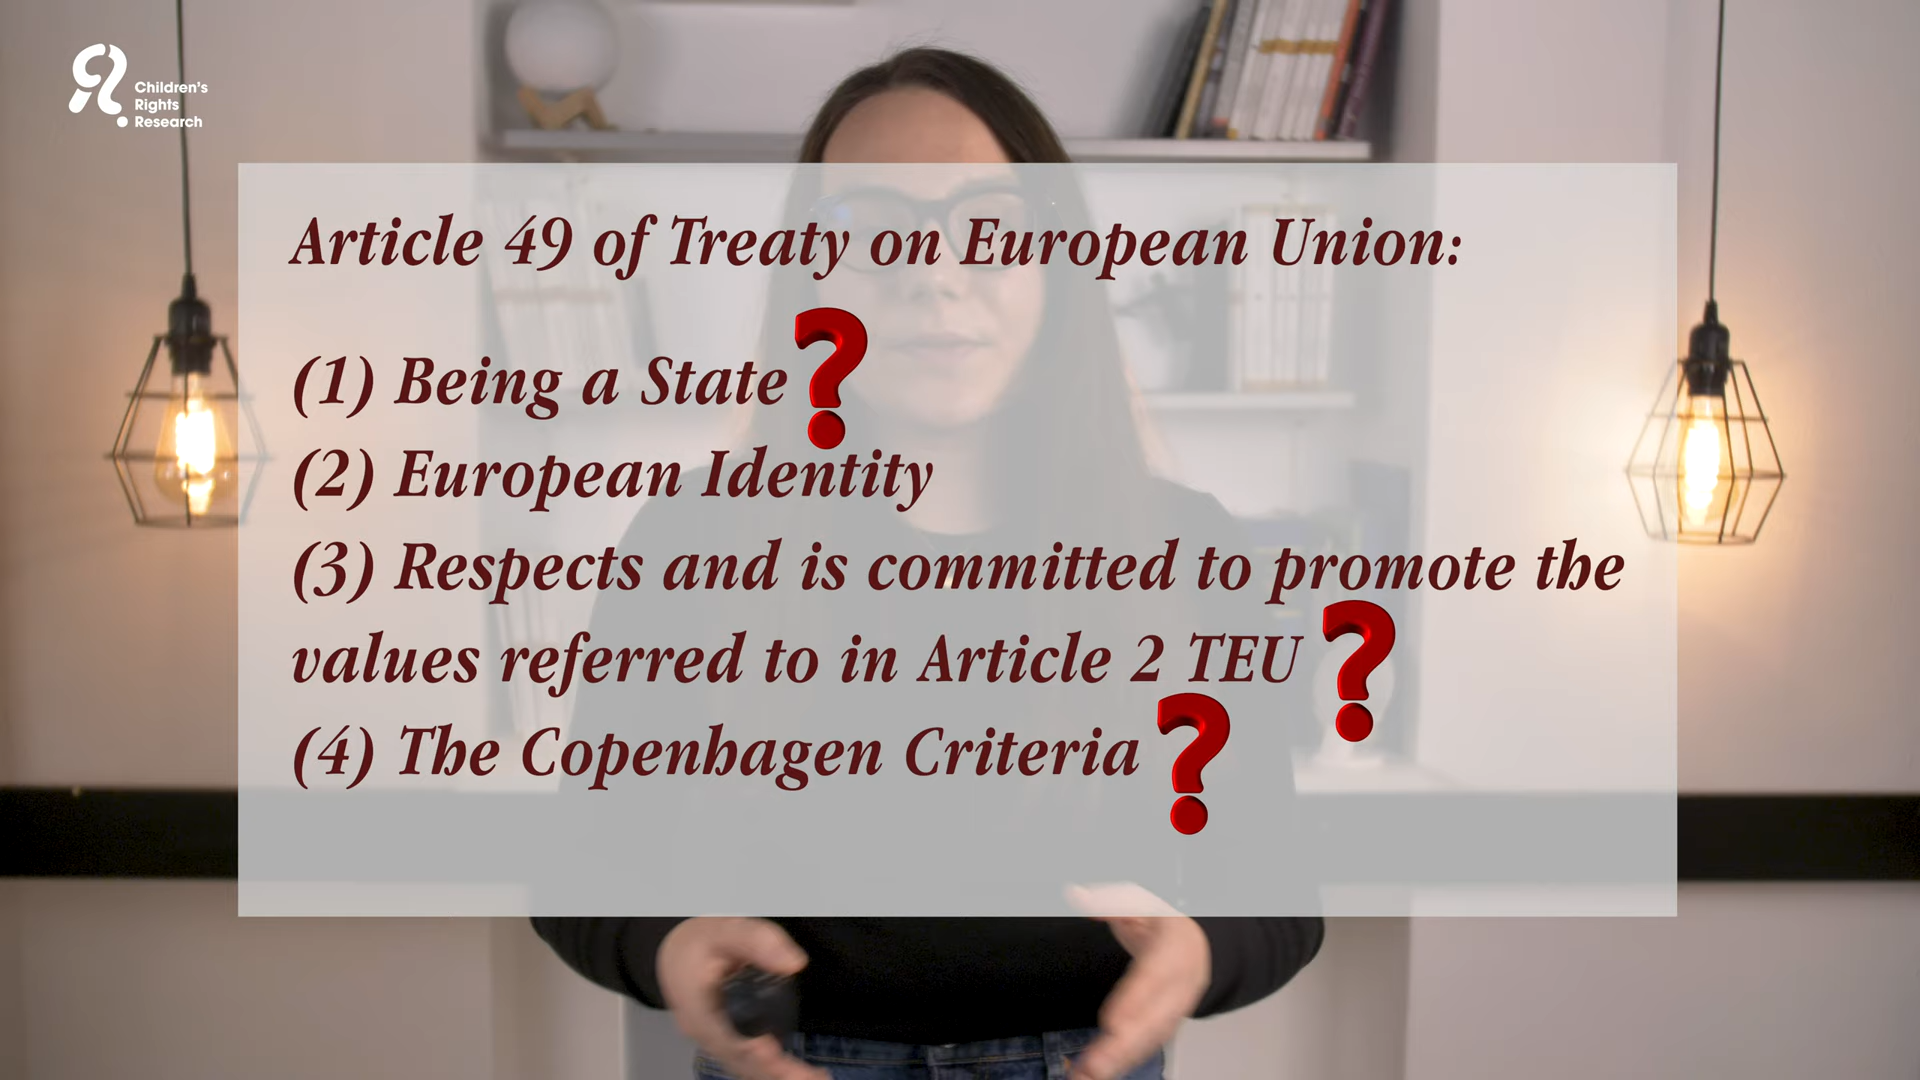 Children's
Rights
Research
Article 49 of Treaty on European Union:
(1) Being a State?
(2) European Identity
(3) Respects and is committed to promote the
values referred to in Article 2 TEU ?
(4) The Copenhagen Criteria ?